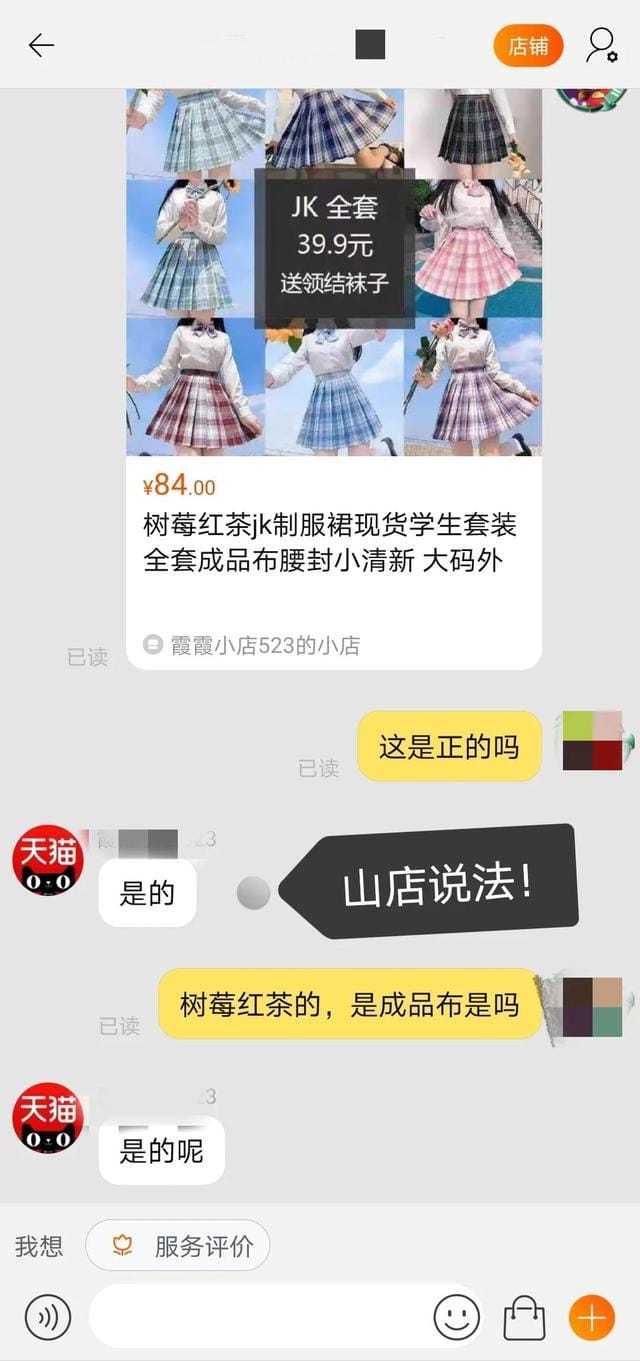 店铺
JK 全套
39.9元
送领结袜子
¥84.00
树莓红茶jk制服裙现货学生套装
全套成品布腰封小清新 大码外
霞霞小店523的小店
已读
这是正的吗
已读
天猫
23
是的
山店说法!
树莓红茶的，是成品布是吗
已读
天猫
23
是的呢
我想
服务评价